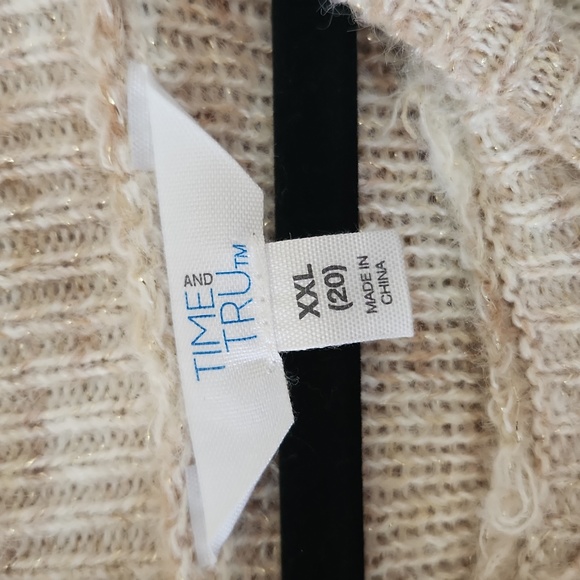 TIME AND
TRU™
XXL
(20)
MADE IN
CHINA